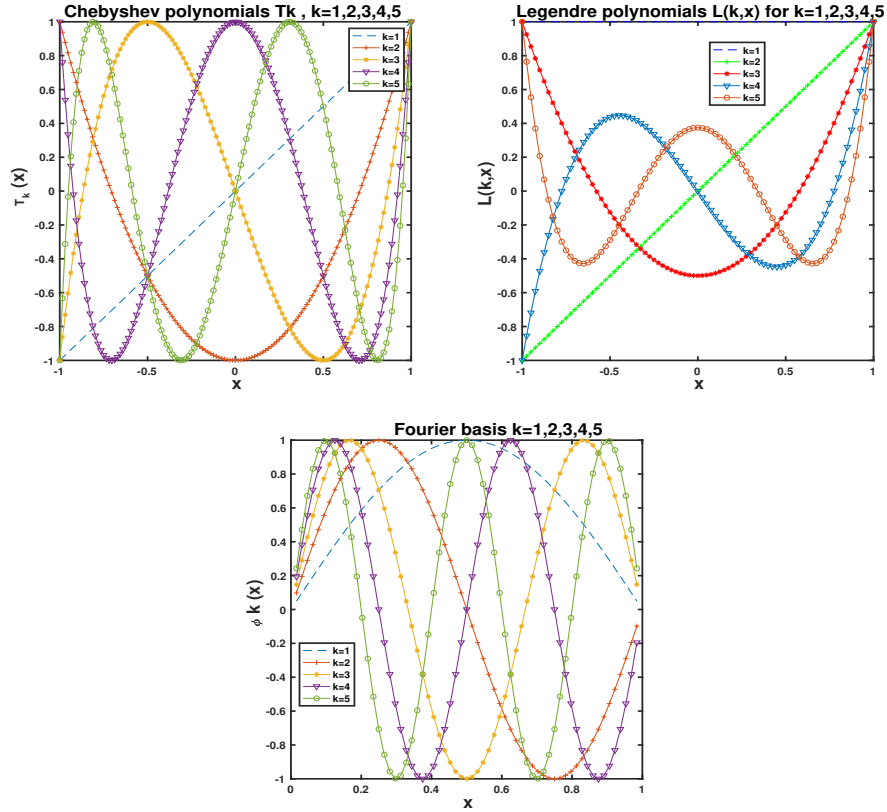 Chebyshev polynomials Tk , k=1,2,3,4,5
1
0.8
0.6
0.4
0.2
0
-0.2
-0.4
-0.6
-0.8
-1
T k (x)
k=1
k=2
k=3
k=4
k=5
-1
-0.5
0
0.5
1
x
Legendre polynomials L(k,x) for k=1,2,3,4,5
1
0.8
0.6
0.4
0.2
0
-0.2
-0.4
-0.6
-0.8
-1
L(k,x)
k=1
k=2
k=3
k=4
k=5
-1
-0.5
0
0.5
1
x
Fourier basis k=1,2,3,4,5
1
0.8
0.6
0.4
0.2
0
-0.2
-0.4
-0.6
-0.8
-1
ϕ k (x)
k=1
k=2
k=3
k=4
k=5
0
0.2
0.4
0.6
0.8
1
x